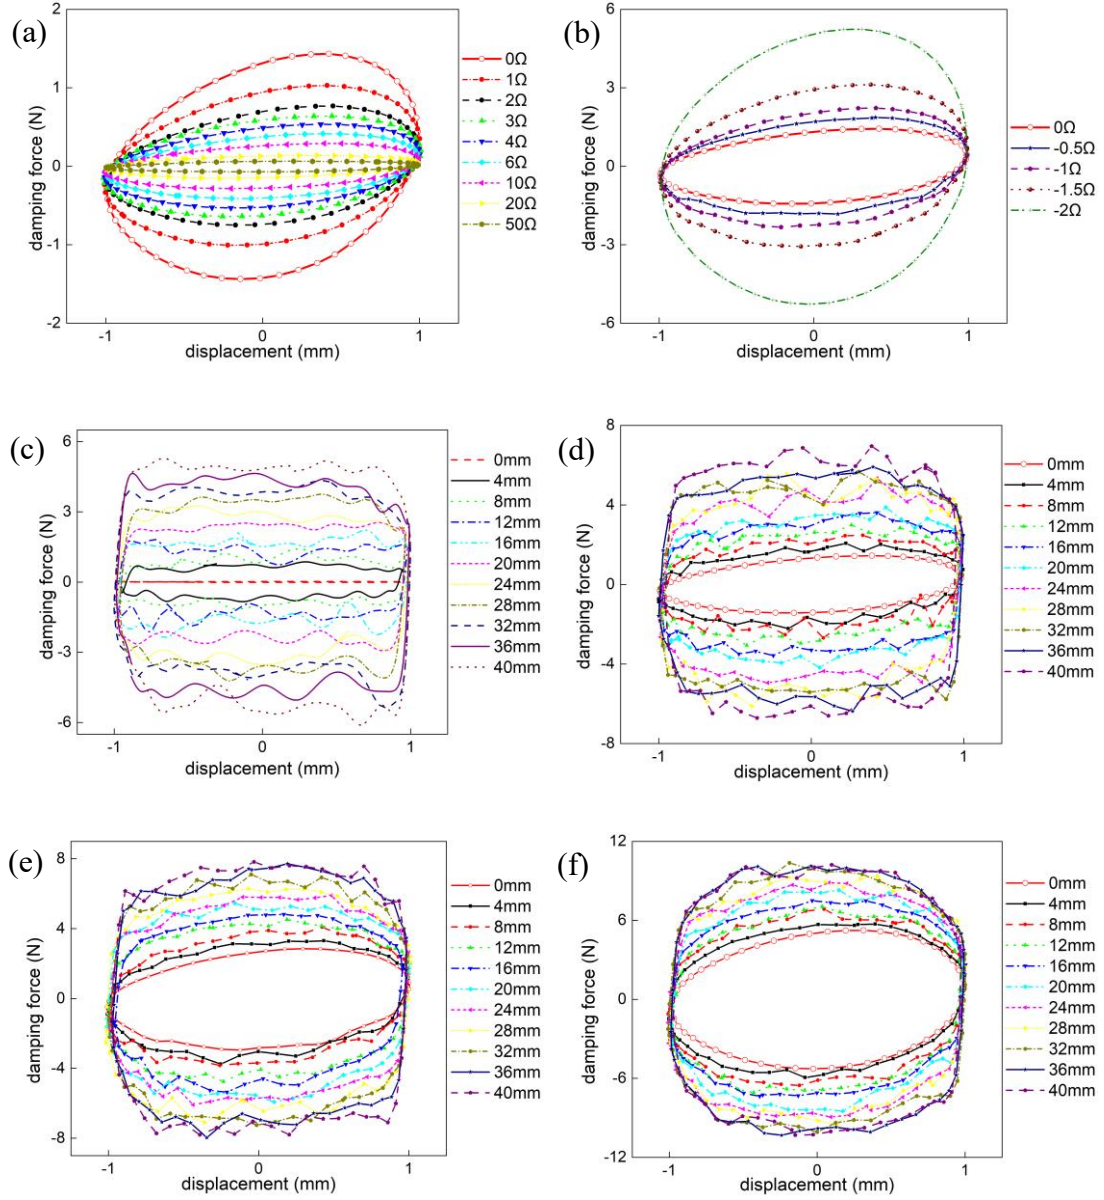 (a)
2
1
0
-1
-2
damping force (N)
-1
0
1
displacement (mm)
0Ω
1Ω
2Ω
3Ω
4Ω
6Ω
10Ω
20Ω
50Ω
(b)
6
3
0
-3
-6
damping force (N)
-1
0
1
displacement (mm)
0Ω
-0.5Ω
-1Ω
-1.5Ω
-2Ω
(c)
6
3
0
-3
-6
damping force (N)
-1
0
1
displacement (mm)
0mm
4mm
8mm
12mm
16mm
20mm
24mm
28mm
32mm
36mm
40mm
(d)
8
4
0
-4
-8
damping force (N)
-1
0
1
displacement (mm)
0mm
4mm
8mm
12mm
16mm
20mm
24mm
28mm
32mm
36mm
40mm
(e)
8
4
0
-4
-8
damping force (N)
-1
0
1
displacement (mm)
0mm
4mm
8mm
12mm
16mm
20mm
24mm
28mm
32mm
36mm
40mm
(f)
12
6
0
-6
-12
damping force (N)
-1
0
1
displacement (mm)
0mm
4mm
8mm
12mm
16mm
20mm
24mm
28mm
32mm
36mm
40mm